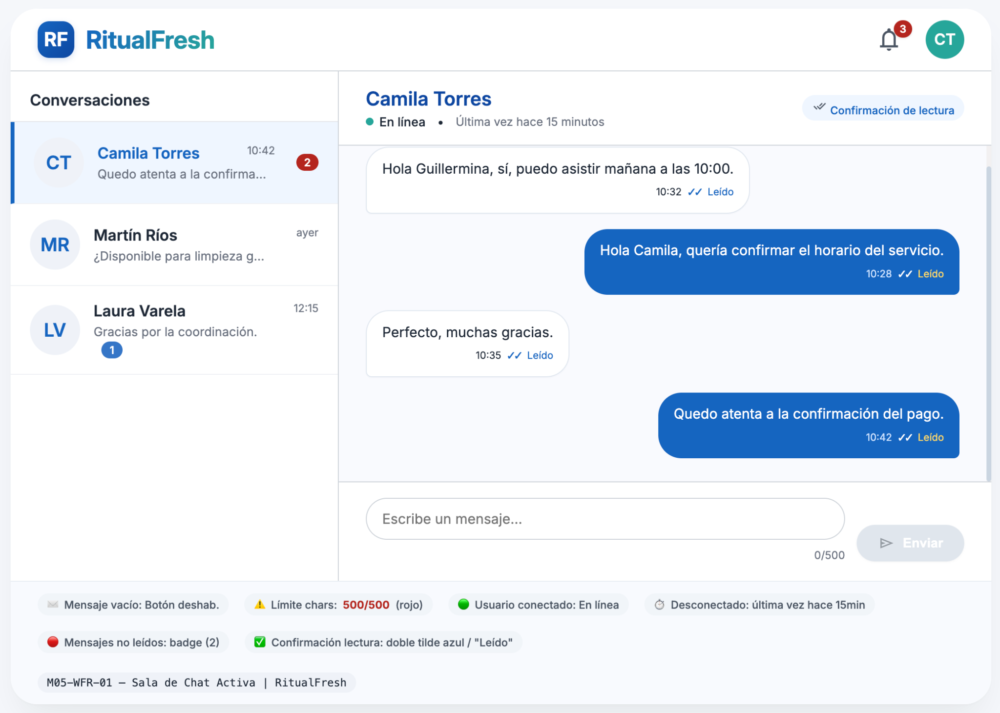 RF RitualFresh
3
CT
Conversaciones
CT
Camila Torres
10:42
Quedo atenta a la confirma...
2
MR
Martín Ríos
ayer
¿Disponible para limpieza g...
LV
Laura Varela
12:15
Gracias por la coordinación.
1
Camila Torres
En línea • Última vez hace 15 minutos
Confirmación de lectura
Hola Guillermina, sí, puedo asistir mañana a las 10:00.
10:32 ✓✓ Leído
Hola Camila, quería confirmar el horario del servicio.
10:28 ✓✓ Leído
Perfecto, muchas gracias.
10:35 ✓✓ Leído
Quedo atenta a la confirmación del pago.
10:42 ✓✓ Leído
Escribe un mensaje...
0/500
Enviar
Mensaje vacío: Botón deshab.
Límite chars: 500/500 (rojo)
Usuario conectado: En línea
Desconectado: última vez hace 15min
Mensajes no leídos: badge (2)
Confirmación lectura: doble tilde azul / "Leído"
M05-WFR-01 — Sala de Chat Activa | RitualFresh